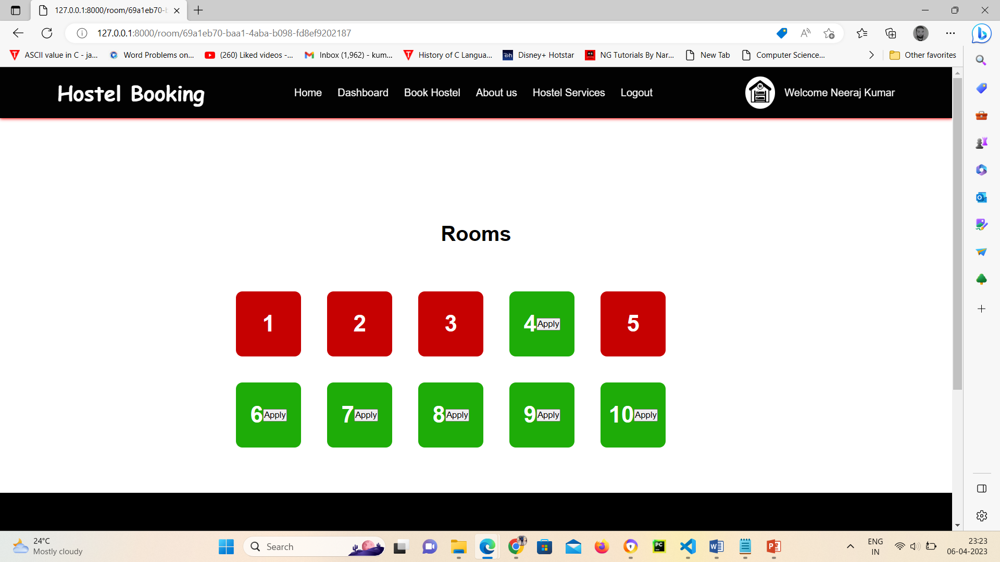 127.0.0.1:8000/room/69a1eb70-b
127.0.0.1:8000/room/69a1eb70-baa1-4aba-b098-fd8ef9202187
ASCII value in C - ja... Word Problems on... (260) Liked videos -... Inbox (1,962) - kum... History of C Langua... Disney+ Hotstar NG Tutorials By Nar... New Tab Computer Science... Other favorites
Hostel Booking Home Dashboard Book Hostel About us Hostel Services Logout Welcome Neeraj Kumar
Rooms
1 2 3 4 Apply 5
6 Apply 7 Apply 8 Apply 9 Apply 10 Apply
24°C
Mostly cloudy
Search
ENG
IN
23:23
06-04-2023